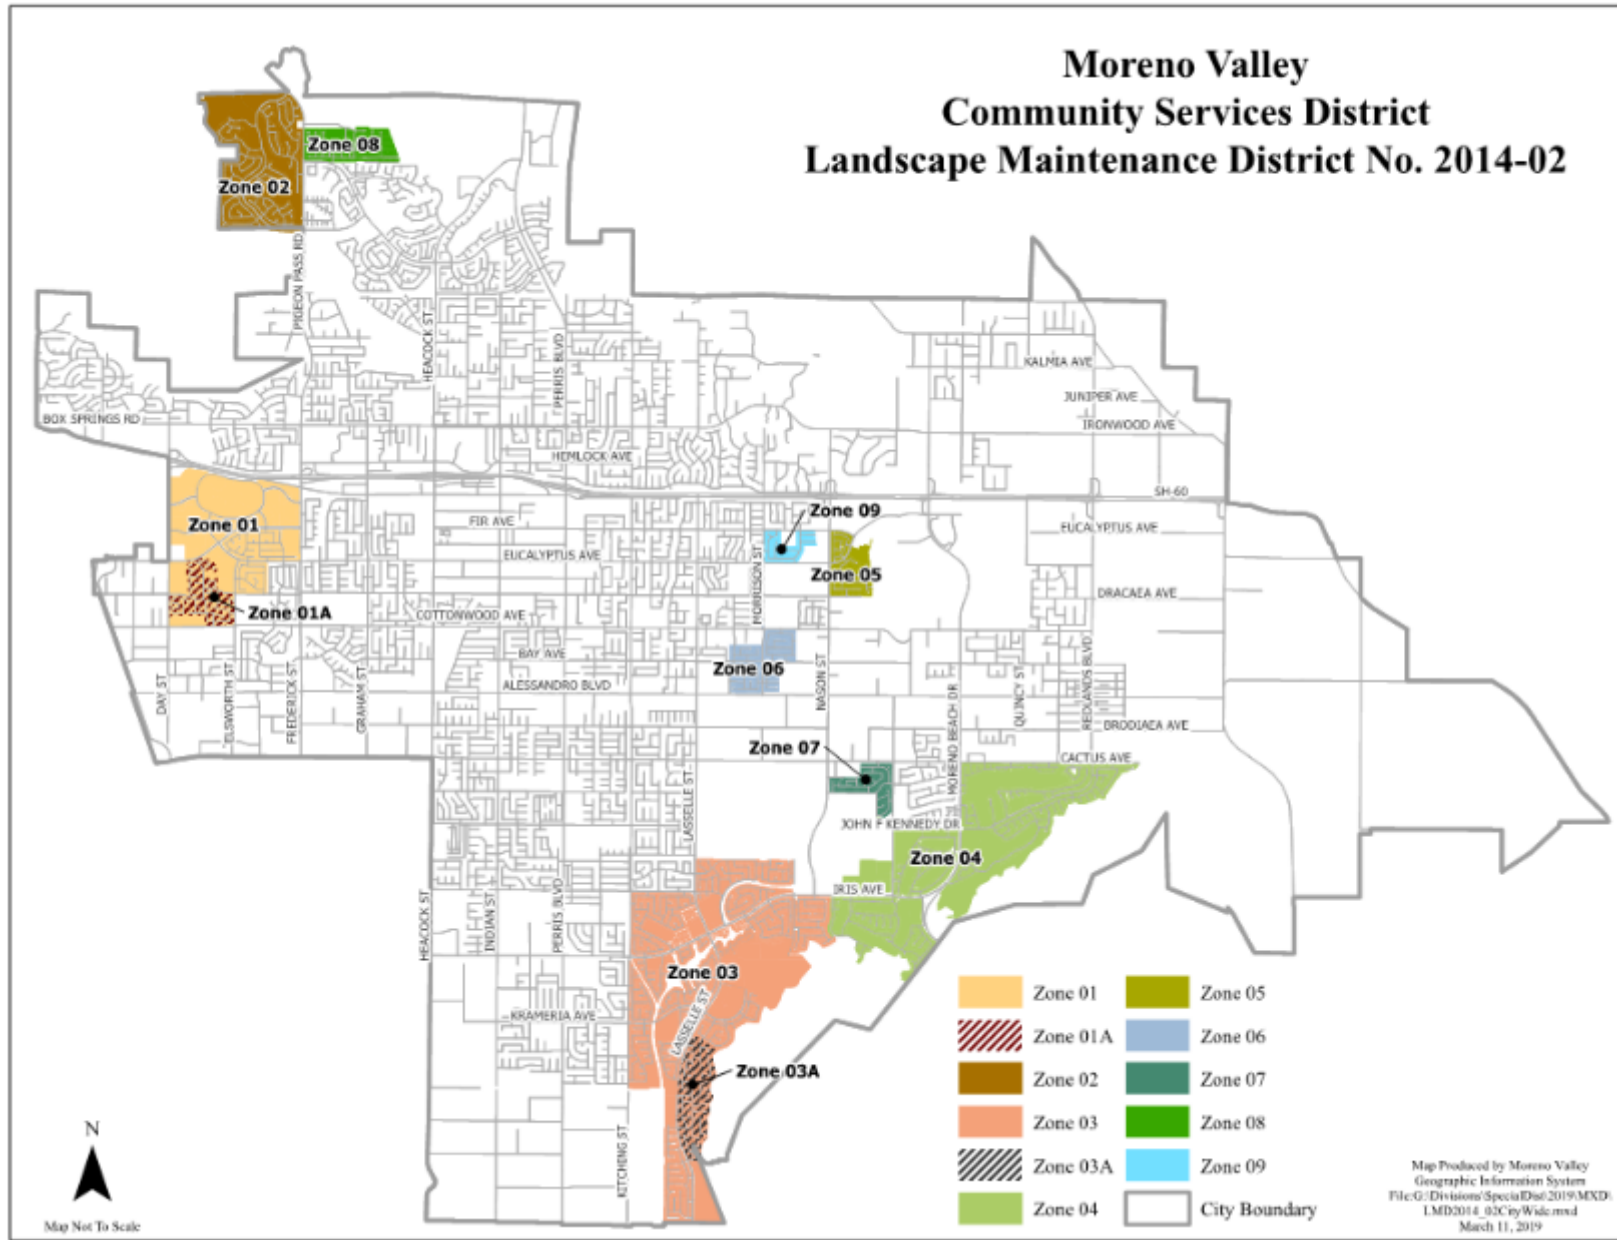 Moreno Valley
Community Services District
Landscape Maintenance District No. 2014-02
Zone 08
Zone 02
PIGEON PASS RD
HEACOCK ST
PERRIS BLVD
KALMIA AVE
JUNIPER AVE
IRONWOOD AVE
BOX SPRINGS RD
HEMLOCK AVE
SH-60
Zone 01
FIR AVE
Zone 09
EUCALYPTUS AVE
EUCALYPTUS AVE
MORRISON ST
Zone 05
DRACAEA AVE
Zone 01A
COTTONWOOD AVE
BAY AVE
Zone 06
ALESSANDRO BLVD
DAY ST
ELSWORTH ST
FREDERICK ST
GRAHAM ST
NASON ST
MORENO BEACH DR
QUINCY ST
REDLANDS BLVD
BRODIAEA AVE
Zone 07
CACTUS AVE
LASSELLE ST
JOHN F KENNEDY DR
Zone 04
IRIS AVE
HEACOCK ST
INDIAN ST
PERRIS BLVD
Zone 03
KRAMERIA AVE
LASSELLE ST
Zone 03A
KITCHING ST
Zone 01
Zone 01A
Zone 02
Zone 03
Zone 03A
Zone 04
Zone 05
Zone 06
Zone 07
Zone 08
Zone 09
City Boundary
N
Map Not To Scale
Map Produced by Moreno Valley
Geographic Information System
File:G:\Divisions\SpecialDist\2019\MXD\
LMD2014_02CityWide.mxd
March 11, 2019